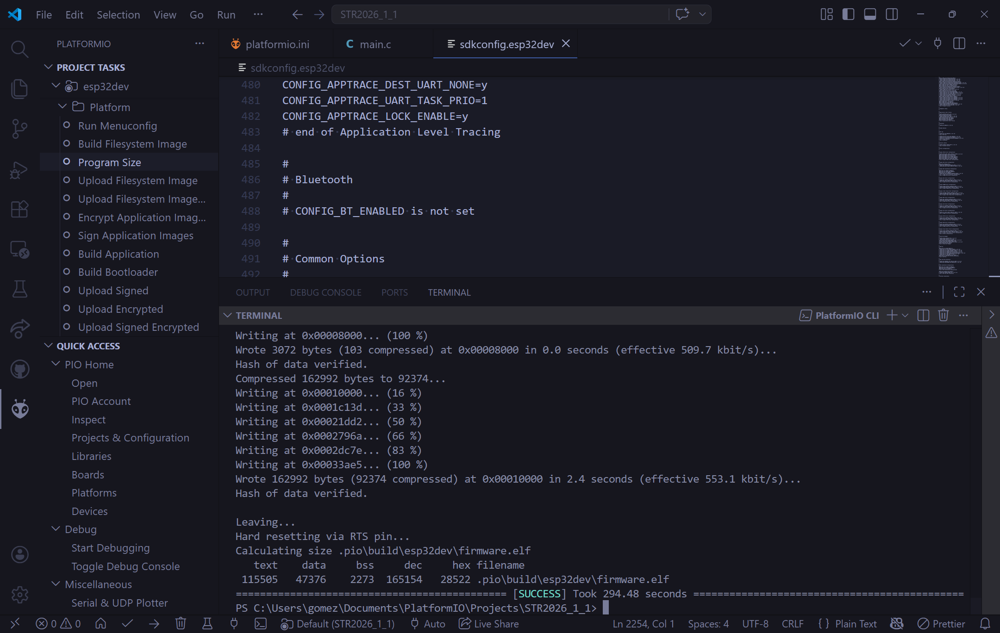 File Edit Selection View Go Run ··· STR2026_1_1
PLATFORMIO
PROJECT TASKS
esp32dev
Platform
Run Menuconfig
Build Filesystem Image
Program Size
Upload Filesystem Image
Upload Filesystem Image...
Encrypt Application Imag...
Sign Application Images
Build Application
Build Bootloader
Upload Signed
Upload Encrypted
Upload Signed Encrypted
QUICK ACCESS
PIO Home
Open
PIO Account
Inspect
Projects & Configuration
Libraries
Boards
Platforms
Devices
Debug
Start Debugging
Toggle Debug Console
Miscellaneous
Serial & UDP Plotter
platformio.ini C main.c sdkconfig.esp32dev
sdkconfig.esp32dev
480 CONFIG_APPTRACE_DEST_UART_NONE=y
481 CONFIG_APPTRACE_UART_TASK_PRIO=1
482 CONFIG_APPTRACE_LOCK_ENABLE=y
483 # end of Application Level Tracing
484
485 #
486 # Bluetooth
487 #
488 # CONFIG_BT_ENABLED is not set
489
490 #
491 # Common Options
492 #
OUTPUT DEBUG CONSOLE PORTS TERMINAL
TERMINAL PlatformIO CLI
Writing at 0x00008000... (100 %)
Wrote 3072 bytes (103 compressed) at 0x00008000 in 0.0 seconds (effective 509.7 kbit/s)...
Hash of data verified.
Compressed 162992 bytes to 92374...
Writing at 0x00010000... (16 %)
Writing at 0x0001c13d... (33 %)
Writing at 0x00021dd2... (50 %)
Writing at 0x0002796a... (66 %)
Writing at 0x0002dc7e... (83 %)
Writing at 0x00033ae5... (100 %)
Wrote 162992 bytes (92374 compressed) at 0x00010000 in 2.4 seconds (effective 553.1 kbit/s)...
Hash of data verified.
Leaving...
Hard resetting via RTS pin...
Calculating size .pio\build\esp32dev\firmware.elf
text data bss dec hex filename
115505 47376 2273 165154 28522 .pio\build\esp32dev\firmware.elf
============================================= [SUCCESS] Took 294.48 seconds =============================================
PS C:\Users\gomez\Documents\PlatformIO\Projects\STR2026_1_1>
0 0 Default (STR2026_1_1) Auto Live Share Ln 2254, Col 1 Spaces: 4 UTF-8 CRLF { } Plain Text Prettier